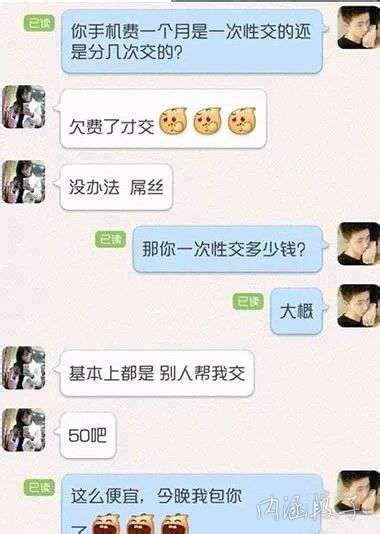 已读
你手机费一个月是一次性交的还
是分几次交的?
欠费了才交
没办法 屌丝
已读
那你一次性交多少钱?
已读
大概
基本上都是 别人帮我交
50吧
已读
这么便宜,今晚我包你
了
内涵段子